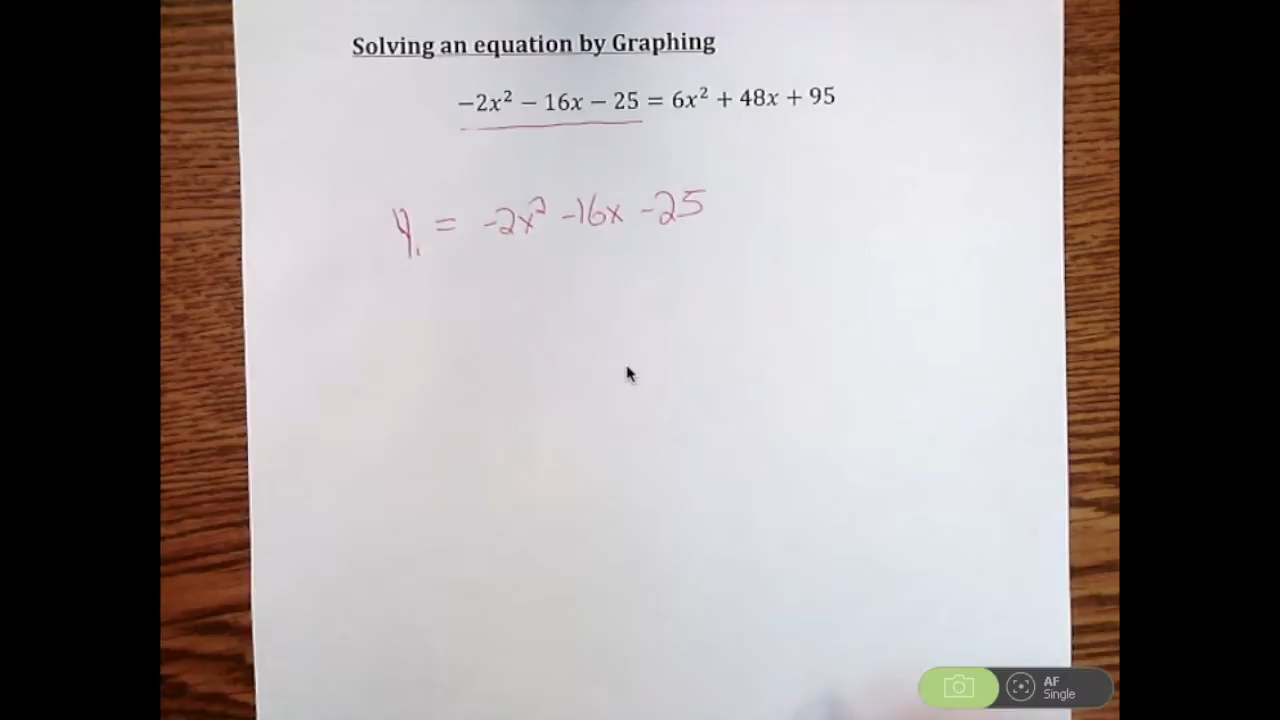 Solving an equation by Graphing
−2x² − 16x − 25 = 6x² + 48x + 95
y₁ = -2x² -16x -25
AF
Single